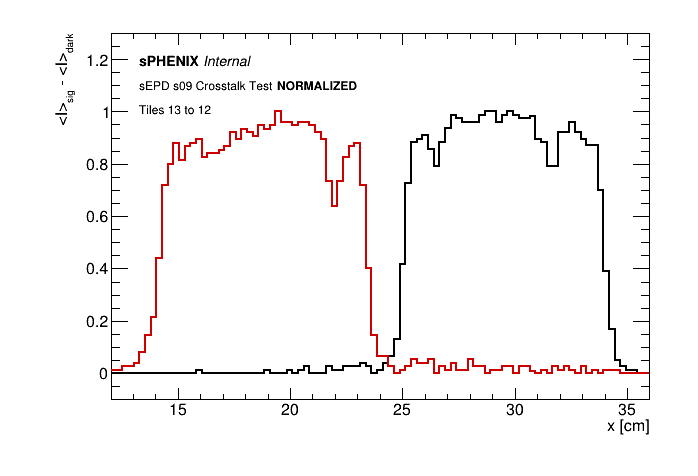 <I>sig - <I>dark
1.2
1
0.8
0.6
0.4
0.2
0
sPHENIX Internal
sEPD s09 Crosstalk Test NORMALIZED
Tiles 13 to 12
15 20 25 30 35
x [cm]